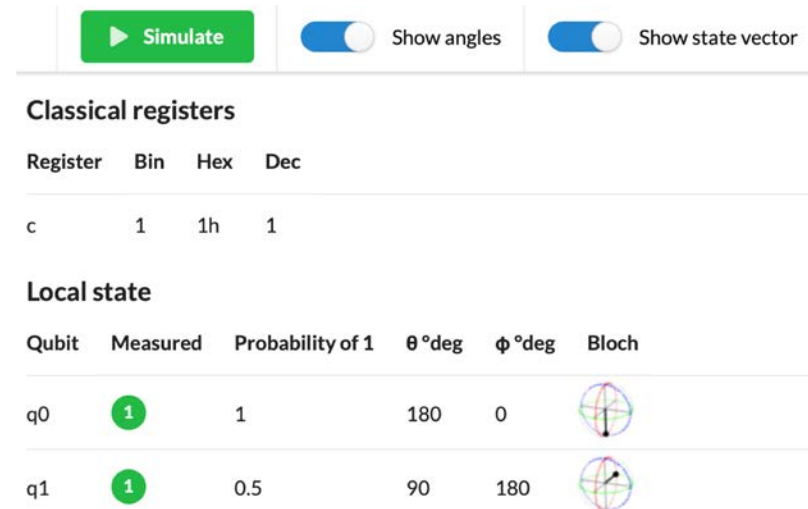 Simulate Show angles Show state vector
Classical registers
Register Bin Hex Dec
c 1 1h 1
Local state
Qubit Measured Probability of 1 θ °deg ϕ °deg Bloch
q0 1 1 180 0
q1 1 0.5 90 180